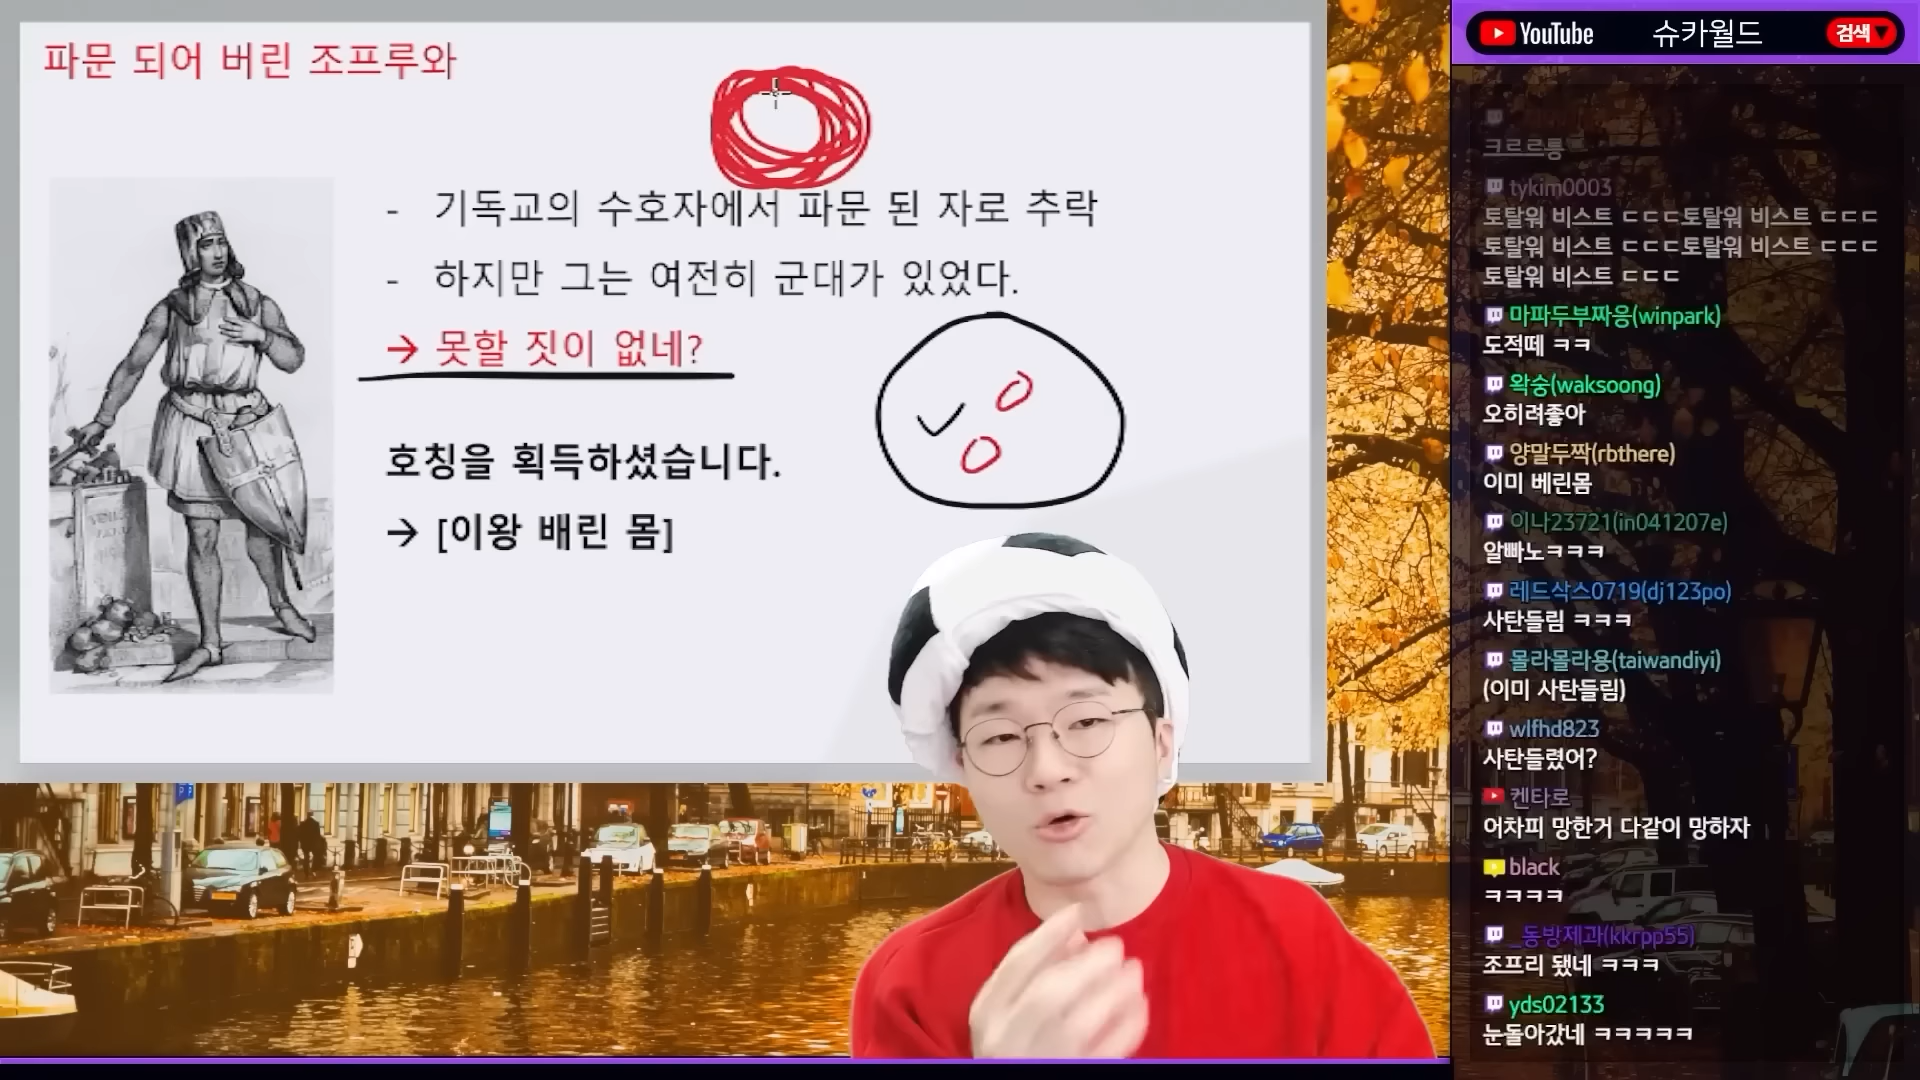 파문 되어 버린 조프루와
- 기독교의 수호자에서 파문 된 자로 추락
- 하지만 그는 여전히 군대가 있었다.
→ 못할 짓이 없네?
호칭을 획득하셨습니다.
→ [이왕 배린 몸]
YouTube 슈카월드 검색▼
크르르릉
tykim0003
토탈워 비스트 ㄷㄷㄷ토탈워 비스트 ㄷㄷㄷ
토탈워 비스트 ㄷㄷㄷ토탈워 비스트 ㄷㄷㄷ
토탈워 비스트 ㄷㄷㄷ
마파두부짜응(winpark)
도적떼 ㅋㅋ
왁숭(waksoong)
오히려좋아
양말두짝(rbthere)
이미 베린몸
이나23721(in041207e)
알빠노ㅋㅋㅋ
레드삭스0719(dj123po)
사탄들림 ㅋㅋㅋ
몰라몰라용(taiwandiyi)
(이미 사탄들림)
wlfhd823
사탄들렸어?
켄타로
어차피 망한거 다같이 망하자
black
ㅋㅋㅋㅋ
_동방제과(kkrpp55)
조프리 됐네 ㅋㅋㅋ
yds02133
눈돌아갔네 ㅋㅋㅋㅋㅋ